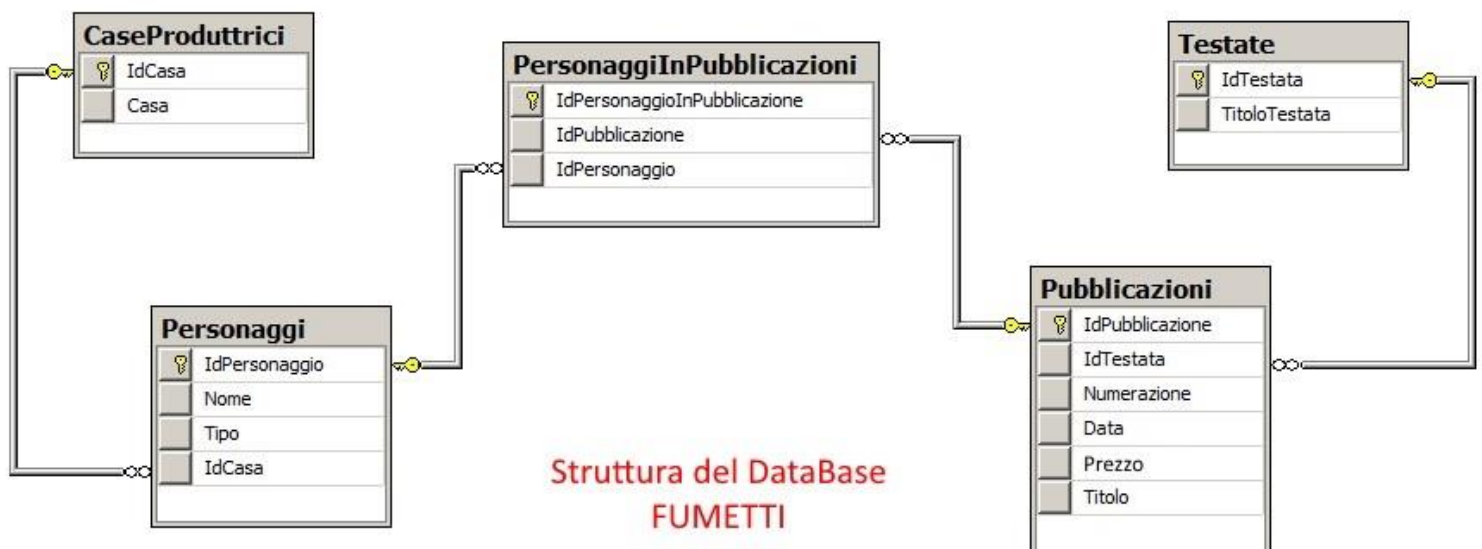 CaseProduttrici
IdCasa
Casa
PersonaggiInPubblicazioni
IdPersonaggioInPubblicazione
IdPubblicazione
IdPersonaggio
Testate
IdTestata
TitoloTestata
Personaggi
IdPersonaggio
Nome
Tipo
IdCasa
Pubblicazioni
IdPubblicazione
IdTestata
Numerazione
Data
Prezzo
Titolo
Struttura del DataBase
FUMETTI